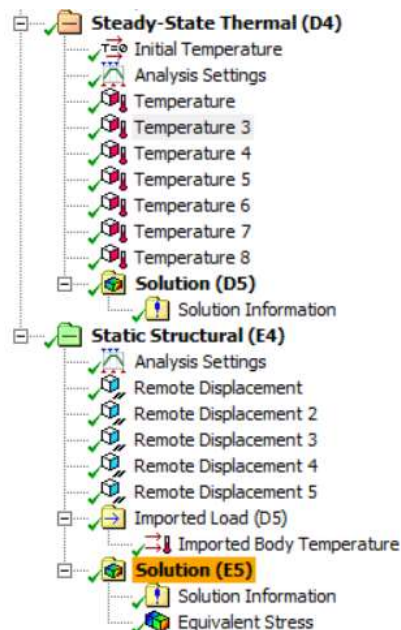 Steady-State Thermal (D4)
T=0 Initial Temperature
Analysis Settings
Temperature
Temperature 3
Temperature 4
Temperature 5
Temperature 6
Temperature 7
Temperature 8
Solution (D5)
Solution Information
Static Structural (E4)
Analysis Settings
Remote Displacement
Remote Displacement 2
Remote Displacement 3
Remote Displacement 4
Remote Displacement 5
Imported Load (D5)
Imported Body Temperature
Solution (E5)
Solution Information
Equivalent Stress